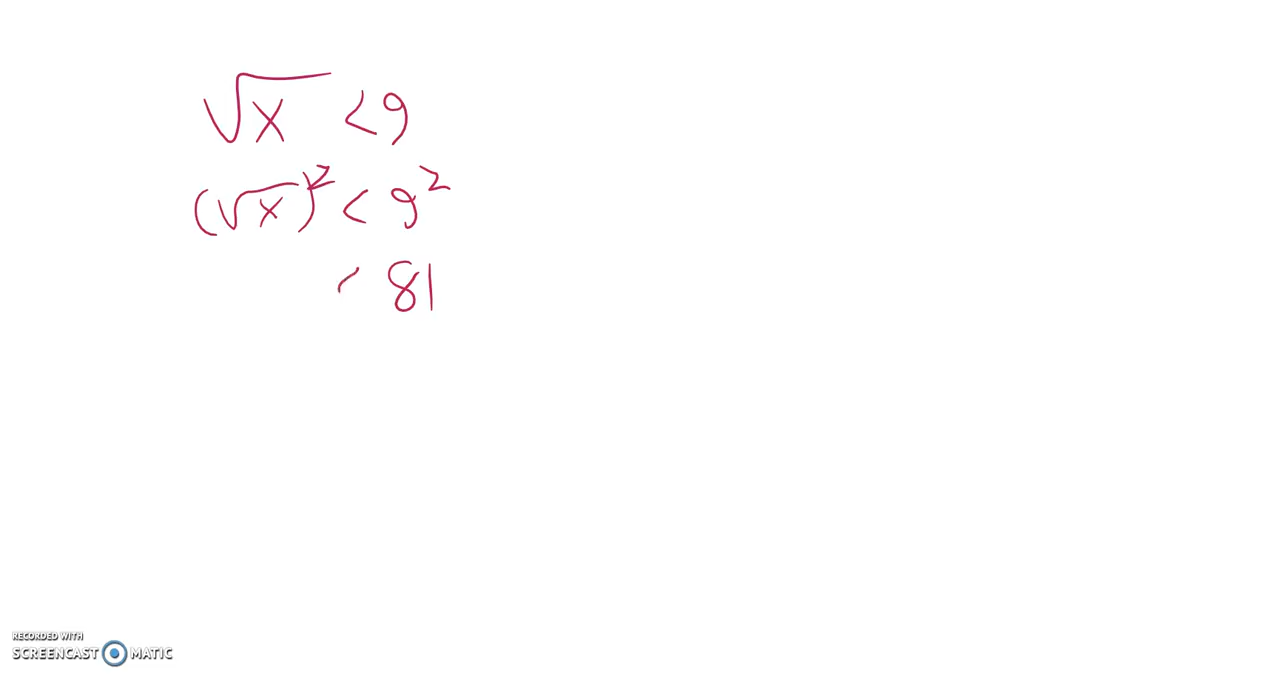 √x < 9
(√x)² < 9²
< 81
RECORDED WITH
SCREENCAST MATIC